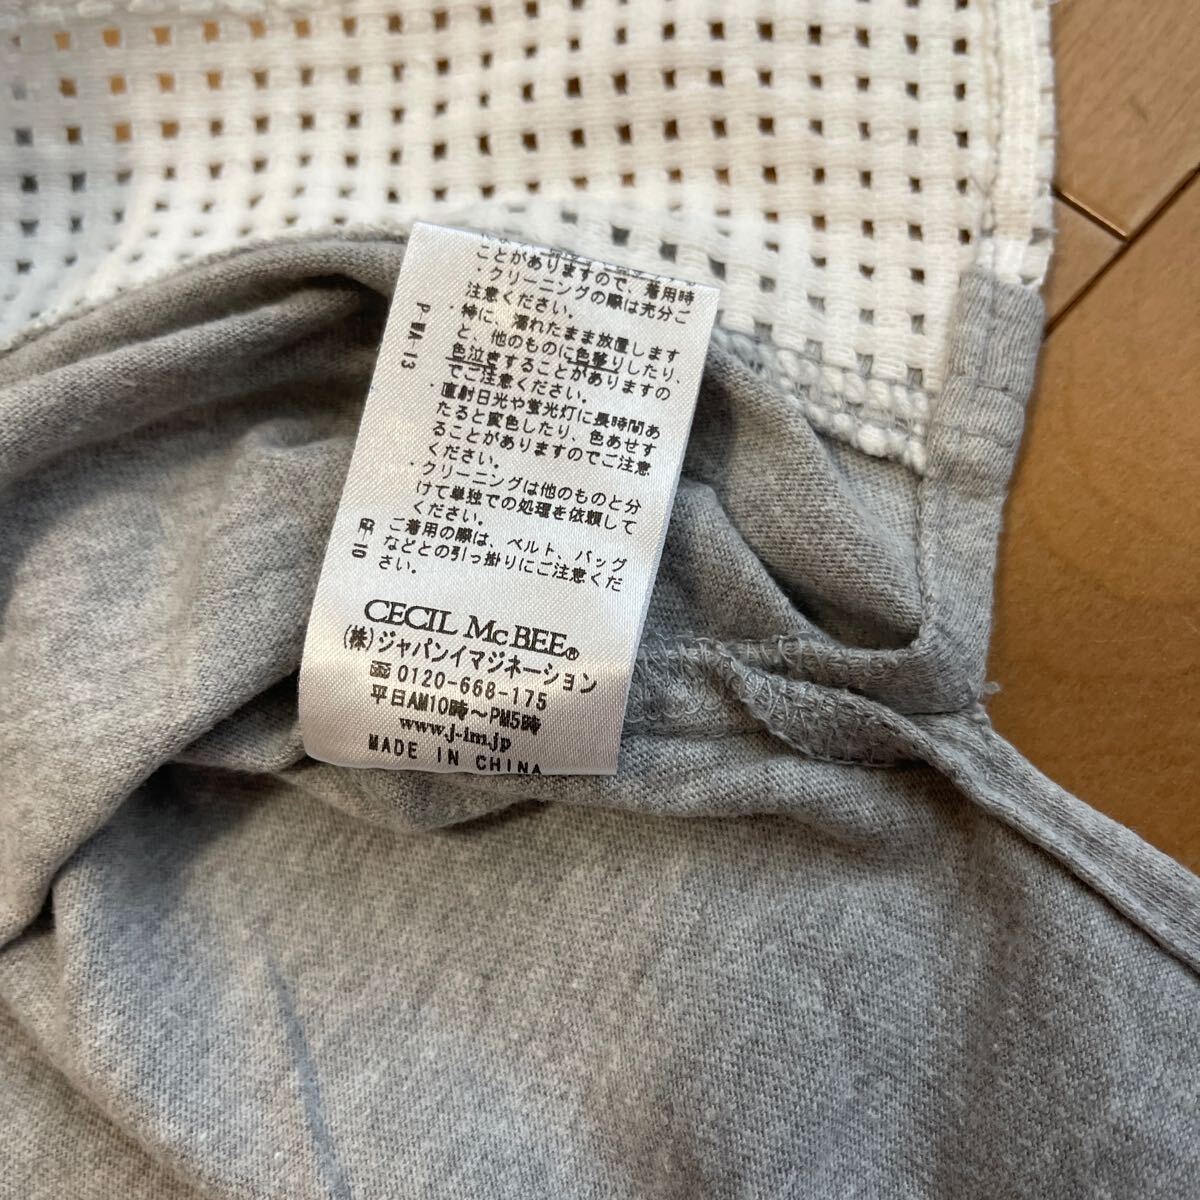 ことがありますので、着用時
・クリーニングの際は充分ご
注意ください。
・特に、濡れたまま放置します
と、他のものに色移りしたり、
色泣きすることがありますの
でご注意ください。
・直射日光や蛍光灯に長時間あ
たると変色したり、色あせす
ることがありますのでご注意
ください。
・クリーニングは他のものと分
けて単独での処理を依頼して
ください。
ご着用の際は、ベルト、バッグ
などとの引っ掛りにご注意くだ
さい。
CECIL Mc BEE®
(株)ジャパンイマジネーション
0120-668-175
平日AM10時～PM5時
www.j-im.jp
MADE IN CHINA